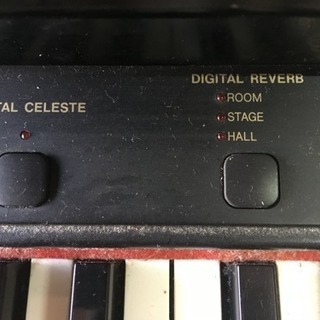 DIGITAL REVERB
ROOM
TAL CELESTE
STAGE
HALL